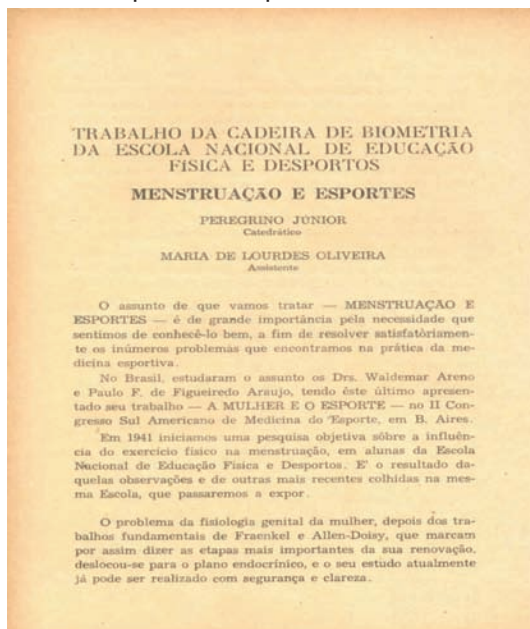 TRABALHO DA CADEIRA DE BIOMETRIA
DA ESCOLA NACIONAL DE EDUCAÇÃO
FÍSICA E DESPORTOS
MENSTRUAÇÃO E ESPORTES
PEREGRINO JÚNIOR
Catedrático
MARIA DE LOURDES OLIVEIRA
Assistente
O assunto de que vamos tratar — MENSTRUAÇÃO E
ESPORTES — é de grande importância pela necessidade que
sentimos de conhecê-lo bem, a fim de resolver satisfatòriamen-
te os inúmeros problemas que encontramos na prática da me-
dicina esportiva.
No Brasil, estudaram o assunto os Drs. Waldemar Areno
e Paulo F. de Figueiredo Araujo, tendo êste último apresen-
tado seu trabalho — A MULHER E O ESPORTE — no II Con-
gresso Sul Americano de Medicina do Esporte, em B. Aires.
Em 1941 iniciamos uma pesquisa objetiva sôbre a influên-
cia do exercício físico na menstruação, em alunas da Escola
Nacional de Educação Física e Desportos. E' o resultado da-
quelas observações e de outras mais recentes colhidas na mes-
ma Escola, que passaremos a expor.
O problema da fisiologia genital da mulher, depois dos tra-
balhos fundamentais de Fraenkel e Allen-Doisy, que marcam
por assim dizer as etapas mais importantes da sua renovação,
deslocou-se para o plano endocrínico, e o seu estudo atualmente
já pode ser realizado com segurança e clareza.